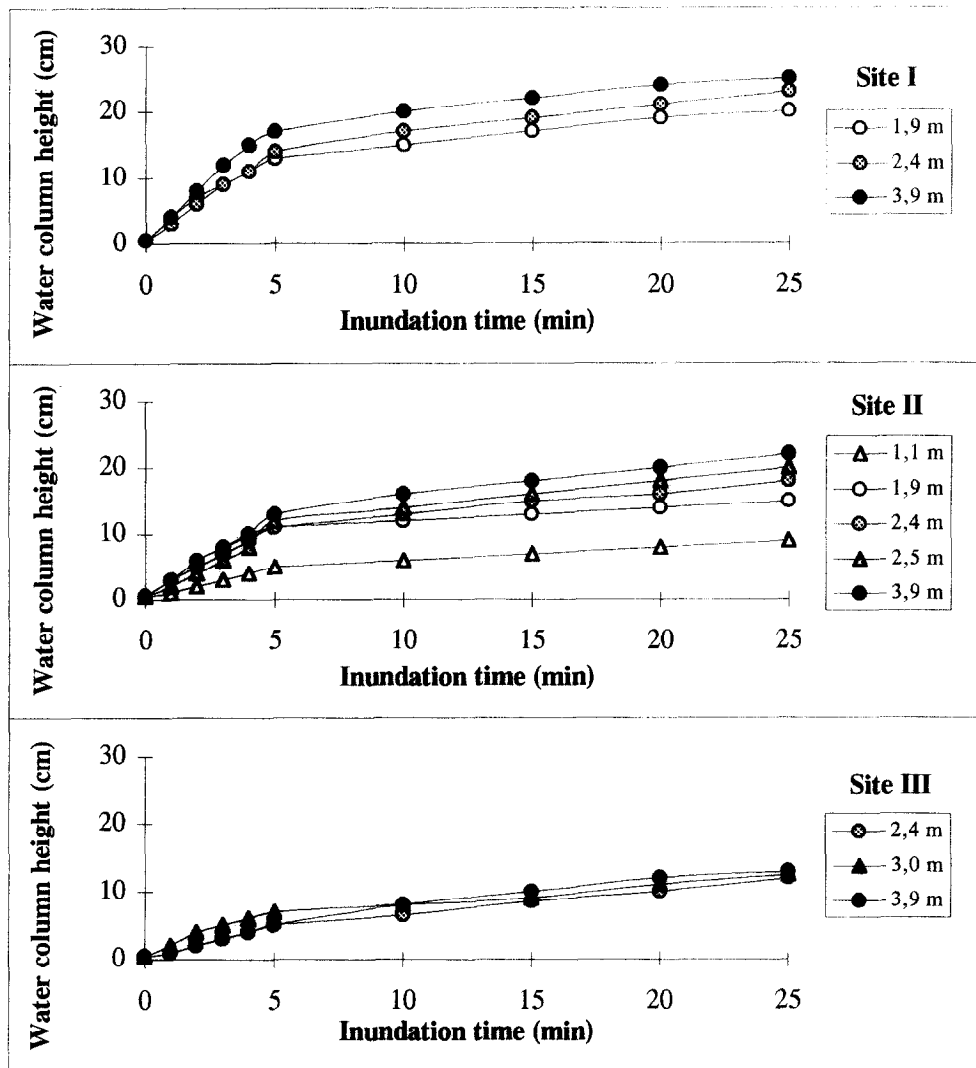 Water column height (cm)
30
20
10
0
0 5 10 15 20 25
Inundation time (min)
Site I
1,9 m
2,4 m
3,9 m
Water column height (cm)
30
20
10
0
0 5 10 15 20 25
Inundation time (min)
Site II
1,1 m
1,9 m
2,4 m
2,5 m
3,9 m
Water column height (cm)
30
20
10
0
0 5 10 15 20 25
Inundation time (min)
Site III
2,4 m
3,0 m
3,9 m